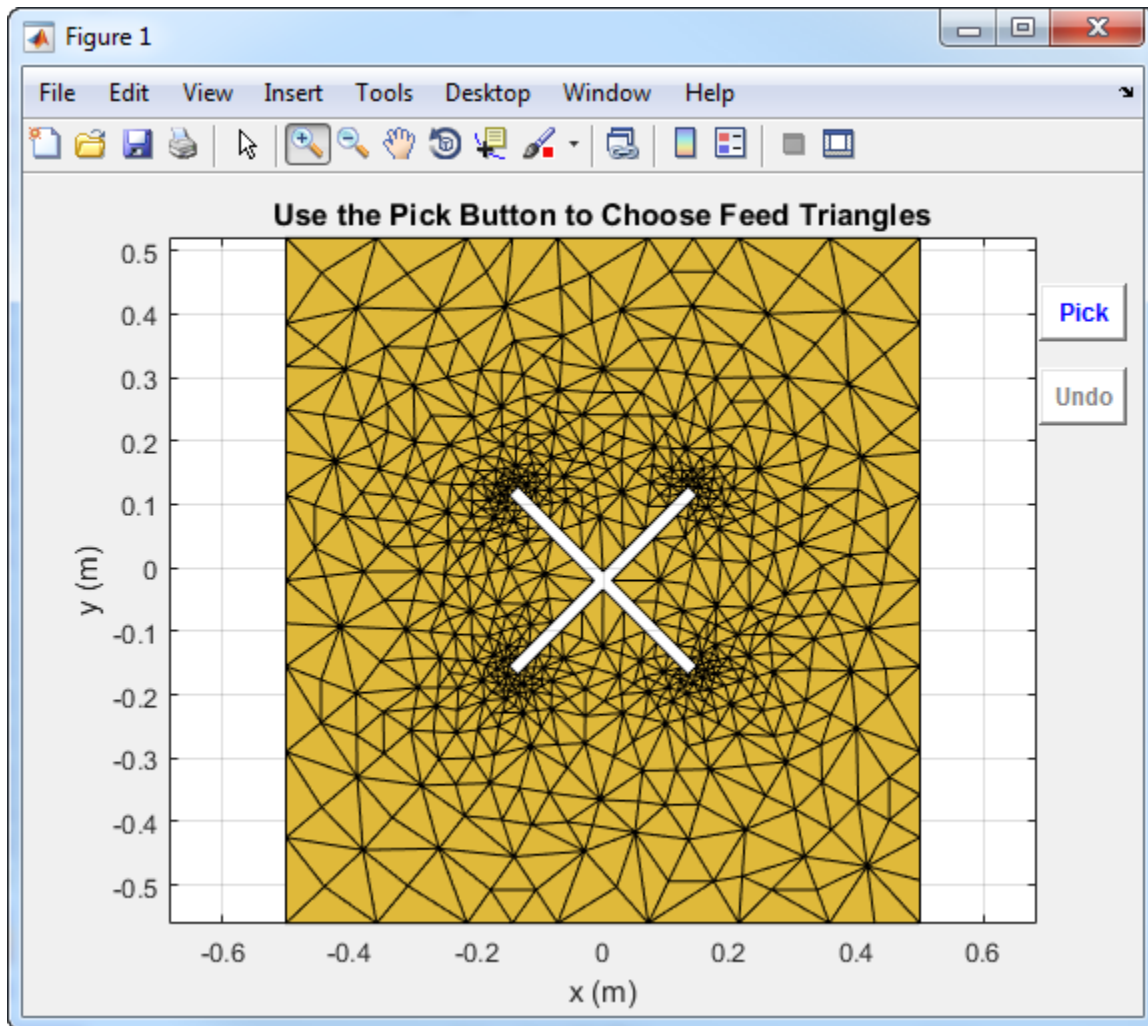 Figure 1
File Edit View Insert Tools Desktop Window Help
Use the Pick Button to Choose Feed Triangles
0.5
0.4
0.3
0.2
0.1
0
-0.1
-0.2
-0.3
-0.4
-0.5
y (m)
-0.6 -0.4 -0.2 0 0.2 0.4 0.6
x (m)
Pick
Undo